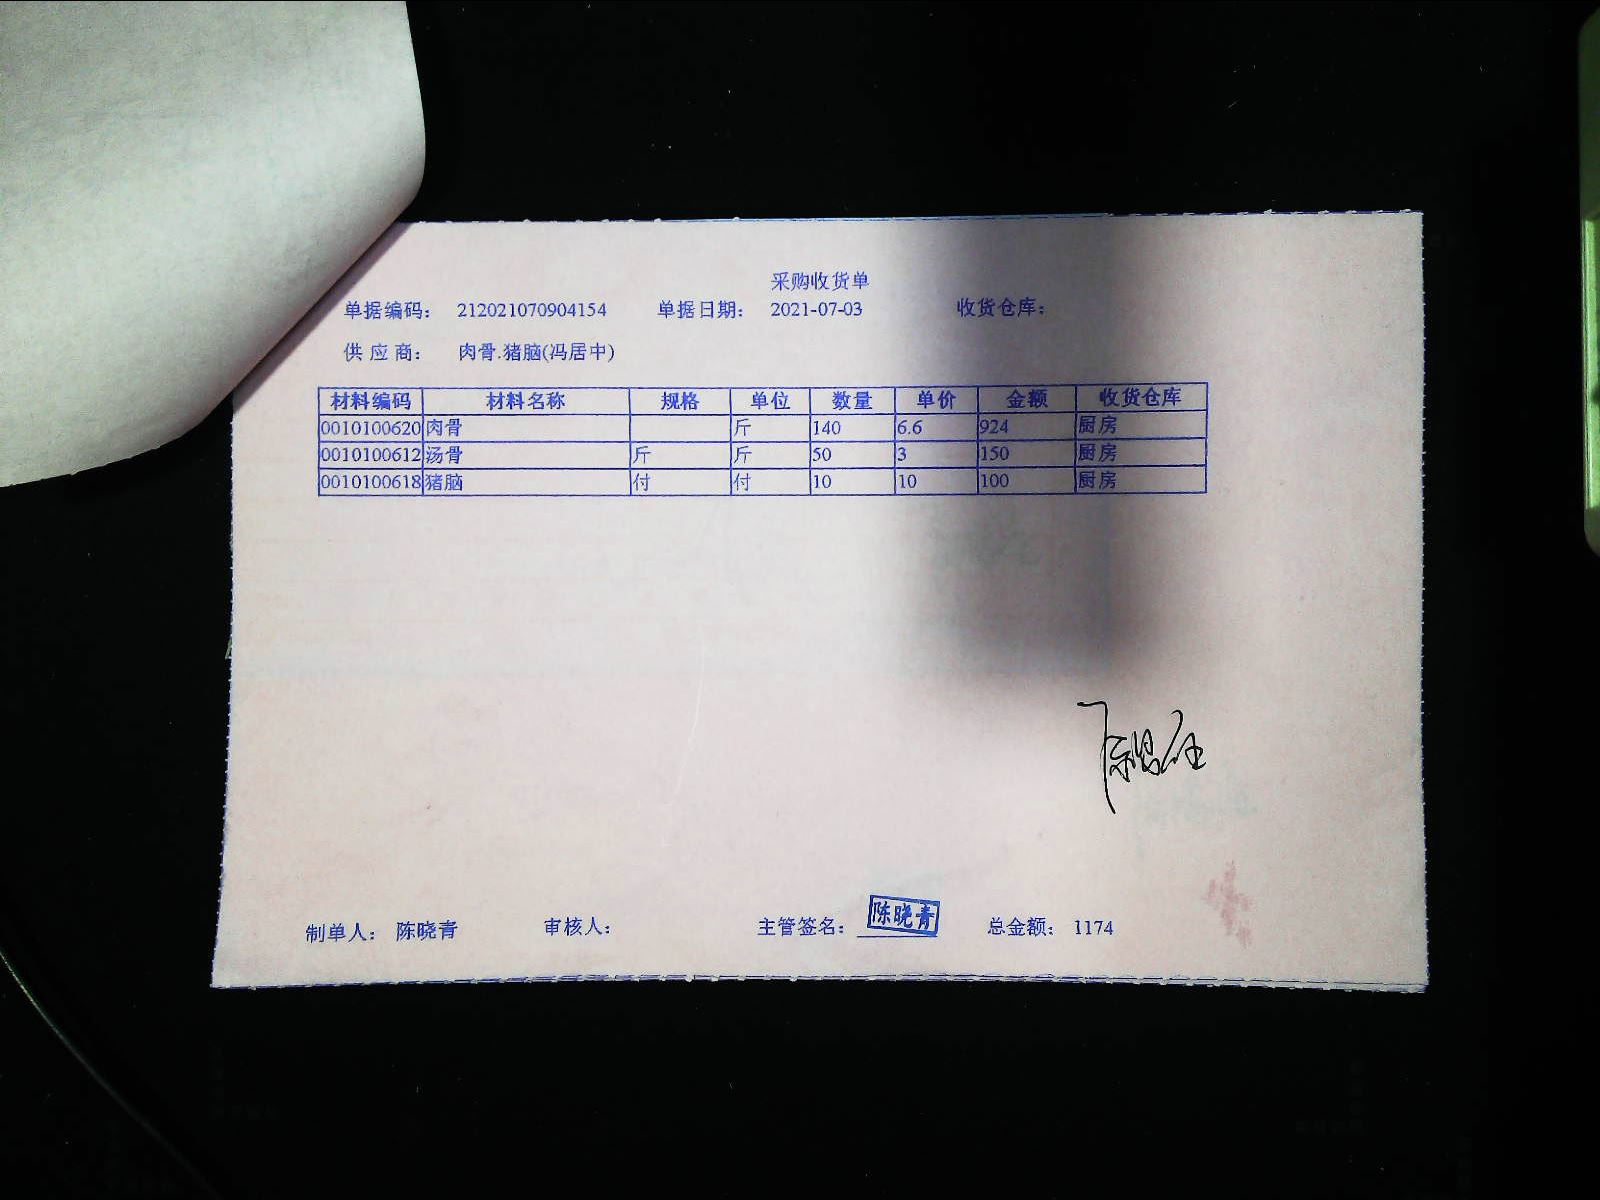 采购收货单
单据编码： 212021070904154 单据日期： 2021-07-03 收货仓库：
供 应 商： 肉骨.猪脑(冯居中)
材料编码 材料名称 规格 单位 数量 单价 金额 收货仓库
0010100620 肉骨 斤 140 6.6 924 厨房
0010100612 汤骨 斤 斤 50 3 150 厨房
0010100618 猪脑 付 付 10 10 100 厨房
制单人： 陈晓青 审核人： 主管签名： 陈晓青 总金额： 1174